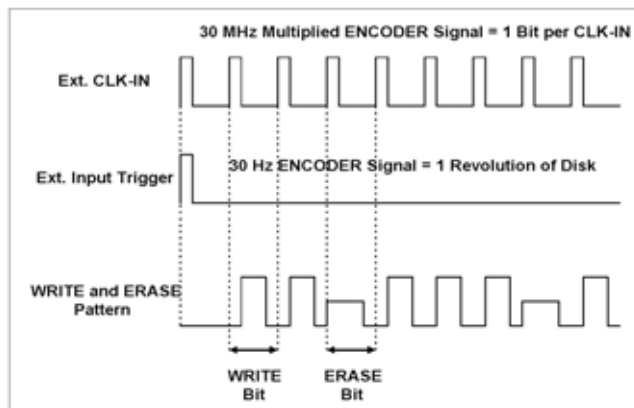 30 MHz Multiplied ENCODER Signal = 1 Bit per CLK-IN
Ext. CLK-IN
30 Hz ENCODER Signal = 1 Revolution of Disk
Ext. Input Trigger
WRITE and ERASE
Pattern
WRITE
Bit
ERASE
Bit